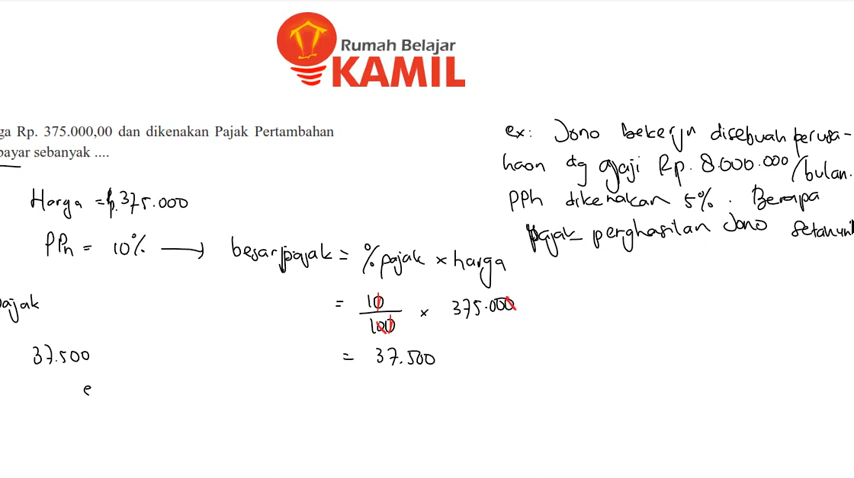 Rumah Belajar
KAMIL
ga Rp. 375.000,00 dan dikenakan Pajak Pertambahan
bayar sebanyak ....
Harga = Rp.375.000
PPn = 10% → besar pajak = % pajak × harga
pajak
= 10/100 × 375.000
37.500
= 37.500
e
ex: Jono bekerja disebuah perusa-
haan dg gaji Rp. 8.000.000/bulan.
PPh dikenakan 5%. Berapa
pajak penghasilan Jono setahun